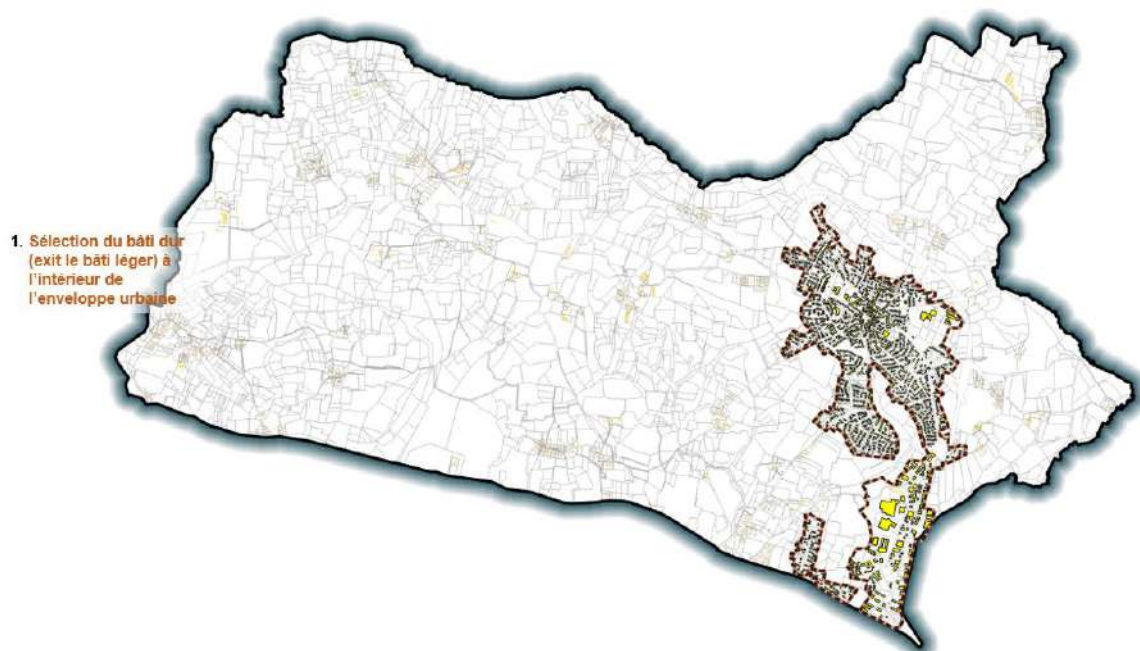 1. Sélection du bâti dur
(exit le bâti léger) à
l'intérieur de
l'enveloppe urbaine